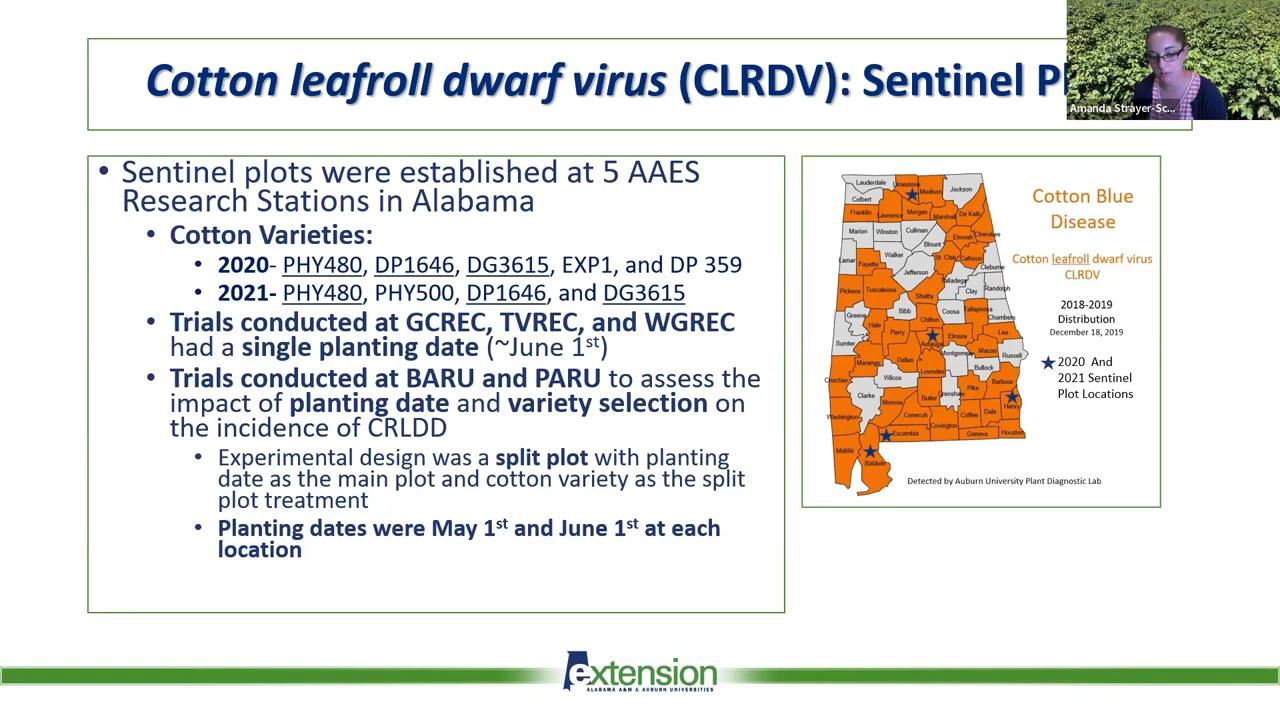 Cotton leafroll dwarf virus (CLRDV): Sentinel Pl
Amanda Strayer-Sc...
• Sentinel plots were established at 5 AAES
Research Stations in Alabama
• Cotton Varieties:
• 2020- PHY480, DP1646, DG3615, EXP1, and DP 359
• 2021- PHY480, PHY500, DP1646, and DG3615
• Trials conducted at GCREC, TVREC, and WGREC
had a single planting date (~June 1st)
• Trials conducted at BARU and PARU to assess the
impact of planting date and variety selection on
the incidence of CRLDD
• Experimental design was a split plot with planting
date as the main plot and cotton variety as the split
plot treatment
• Planting dates were May 1st and June 1st at each
location
Cotton Blue
Disease
Cotton leafroll dwarf virus
CLRDV
2018-2019
Distribution
December 18, 2019
2020 And
2021 Sentinel
Plot Locations
Lauderdale
Limestone
Madison
Jackson
Colbert
Franklin
Lawrence
Morgan
Marshall
De Kalb
Marion
Winston
Cullman
Etowah
Cherokee
Blount
Lamar
Fayette
Walker
St. Clair
Calhoun
Cleburne
Jefferson
Talladega
Pickens
Tuscaloosa
Shelby
Clay
Randolph
Greene
Bibb
Coosa
Tallapoosa
Chambers
Hale
Chilton
Perry
Elmore
Lee
Sumter
Autauga
Macon
Russell
Marengo
Dallas
Montgomery
Bullock
Lowndes
Choctaw
Wilcox
Barbour
Clarke
Monroe
Butler
Crenshaw
Pike
Henry
Washington
Conecuh
Covington
Coffee
Dale
Escambia
Geneva
Houston
Mobile
Baldwin
Detected by Auburn University Plant Diagnostic Lab
extension
ALABAMA A&M & AUBURN UNIVERSITIES